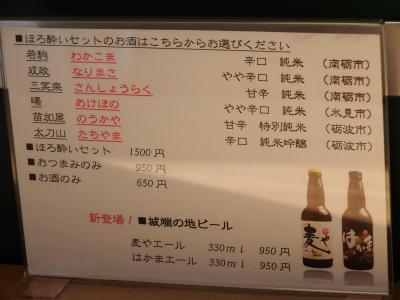 ■ほろ酔いセットのお酒はこちらからお選びください
若駒 わかこま 辛口 純米 (南砺市)
成政 なりまさ やや辛口 純米 (南砺市)
三笑楽 さんしょうらく 甘辛 純米 (南砺市)
曙 あけぼの やや辛口 純米 (氷見市)
苗加屋 のうかや 甘辛 特別純米 (砺波市)
太刀山 たちやま 辛口 純米吟醸 (砺波市)
■ほろ酔いセット 1500円
■おつまみのみ 950円
■お酒のみ 650円
新登場! ■城端の地ビール
麦やエール 330ml 950円
はかまエール 330ml 950円
麦や
はかま